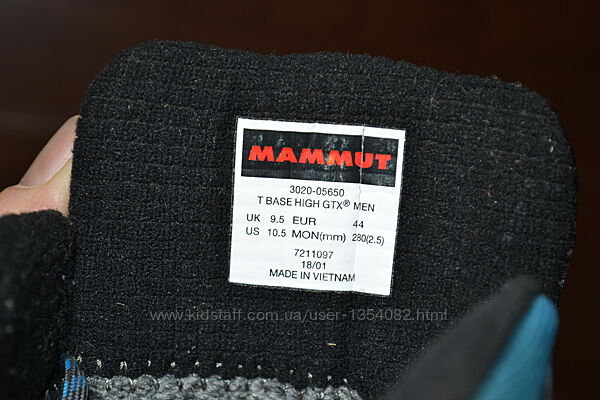 MAMMUT
3020-05650
T BASE HIGH GTX® MEN
UK 9.5 EUR 44
US 10.5 MON(mm) 280(2.5)
7211097
18/01
MADE IN VIETNAM
www.kidstaff.com.ua/user-1354082.html